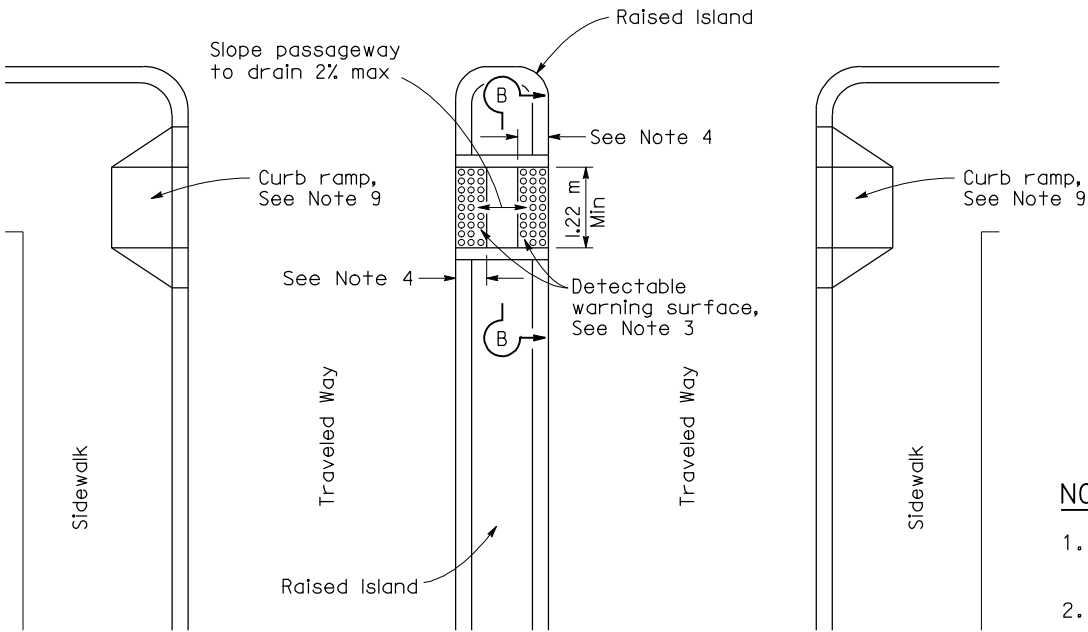 Raised Island
Slope passageway
to drain 2% max
B
See Note 4
Curb ramp,
See Note 9
1.22 m
Min
Curb ramp,
See Note 9
See Note 4
Detectable
warning surface,
See Note 3
B
Traveled Way
Traveled Way
Sidewalk
Sidewalk
Raised Island
1.
2.